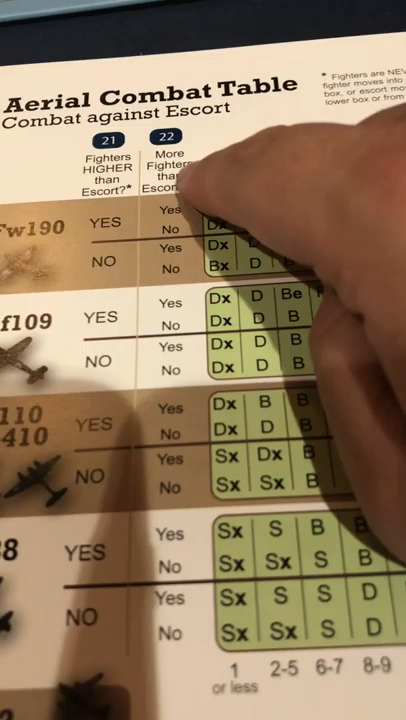 Aerial Combat Table
Combat against Escort
* Fighters are NEV
fighter moves into
box, or escort mov
lower box or from
21 22
Fighters
HIGHER
than
Escort?*
More
Fighters
than
Escor
Fw190 YES Yes
No Dx
NO Yes Dx D
No Bx D B
f109 YES Yes Dx D Be
No Dx D B
NO Yes Dx D B
No Dx D B
110
410
YES Yes Dx B B
No Dx D B
NO Yes Sx Dx B
No Sx Sx B
88 YES Yes Sx S B B
No Sx Sx S B
NO Yes Sx S S D
No Sx Sx S D
1
or less
2-5 6-7 8-9